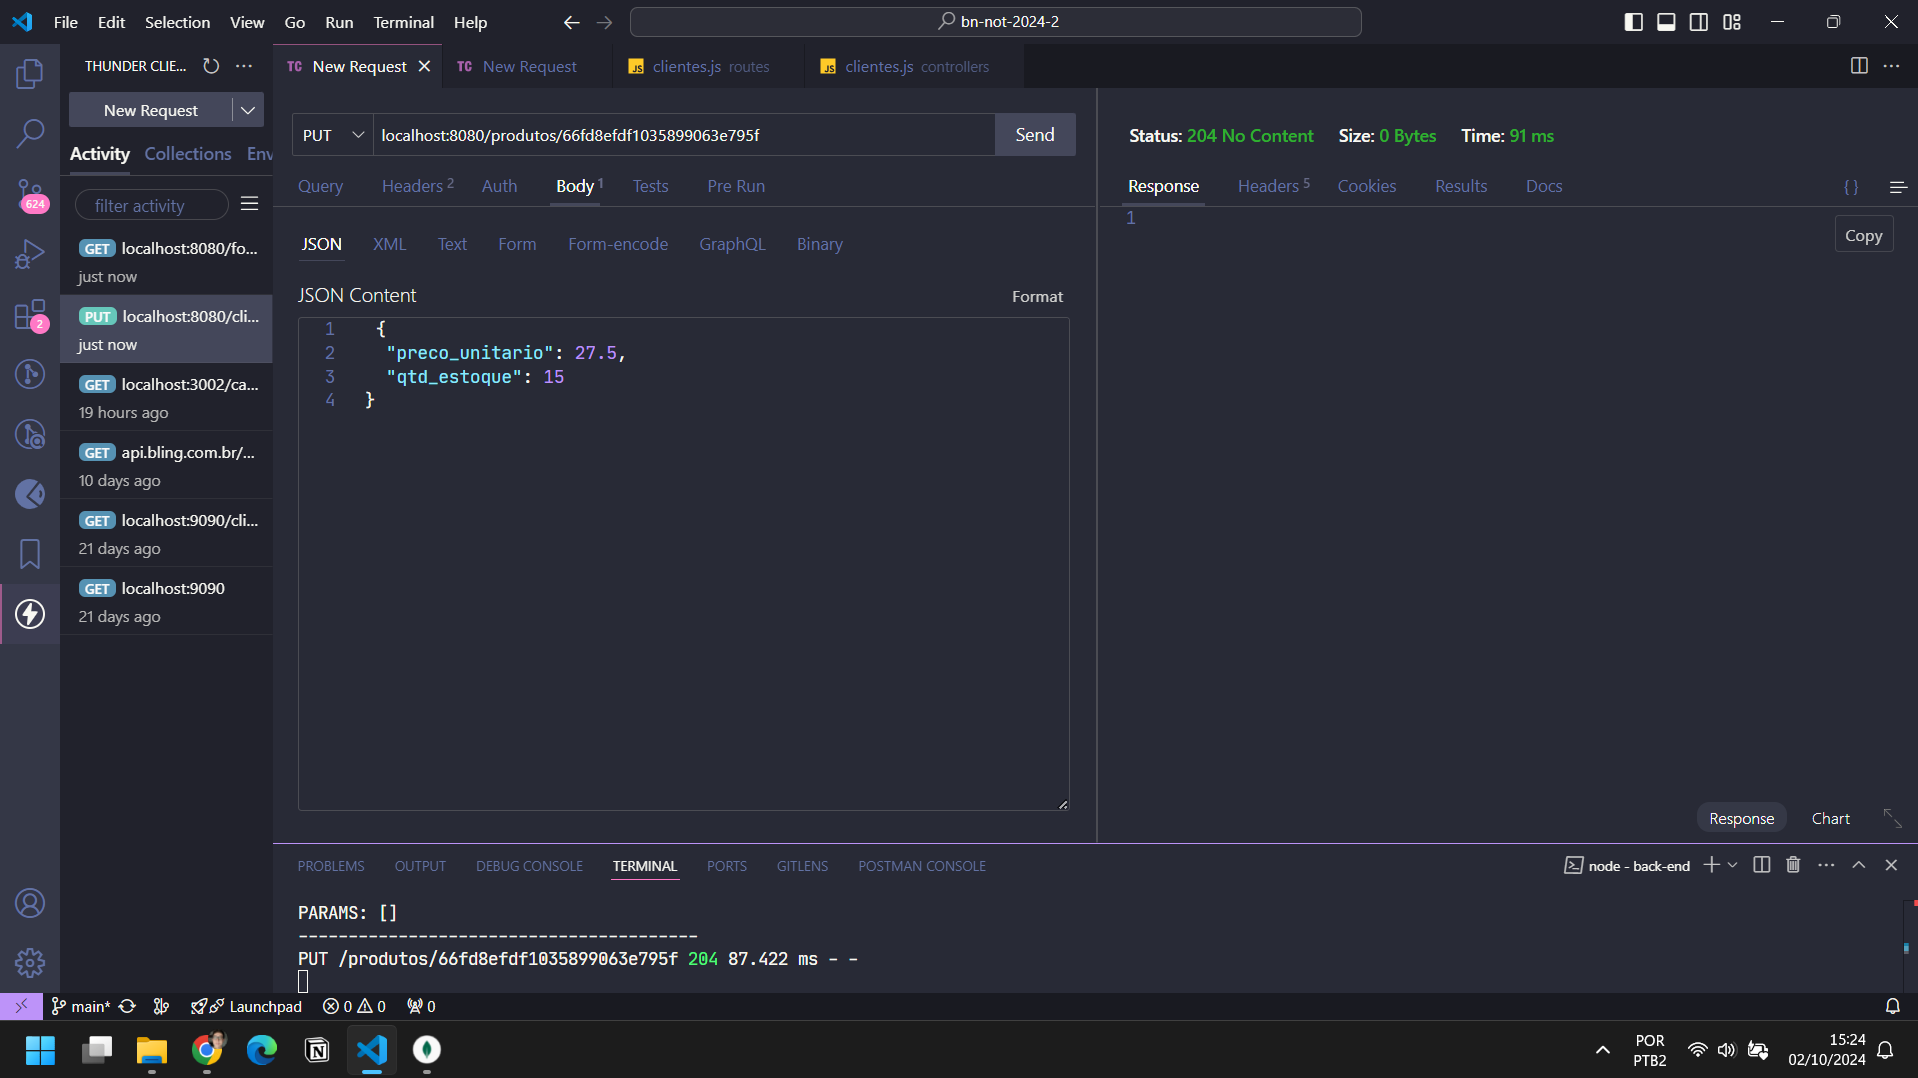 File Edit Selection View Go Run Terminal Help
bn-not-2024-2
THUNDER CLIE...
TC New Request
TC New Request
JS clientes.js routes
JS clientes.js controllers
New Request
Activity Collections Env
filter activity
GET localhost:8080/fo...
just now
PUT localhost:8080/cli...
just now
GET localhost:3002/ca...
19 hours ago
GET api.bling.com.br/...
10 days ago
GET localhost:9090/cli...
21 days ago
GET localhost:9090
21 days ago
624
2
PUT localhost:8080/produtos/66fd8efdf1035899063e795f Send
Query Headers 2 Auth Body 1 Tests Pre Run
JSON XML Text Form Form-encode GraphQL Binary
JSON Content Format
1 {
2 "preco_unitario": 27.5,
3 "qtd_estoque": 15
4 }
Status: 204 No Content Size: 0 Bytes Time: 91 ms
Response Headers 5 Cookies Results Docs { }
1
Copy
Response Chart
PROBLEMS OUTPUT DEBUG CONSOLE TERMINAL PORTS GITLENS POSTMAN CONSOLE
node - back-end
PARAMS: []
----------------------------------------
PUT /produtos/66fd8efdf1035899063e795f 204 87.422 ms - -
main* Launchpad 0 0 0
POR
PTB2
15:24
02/10/2024